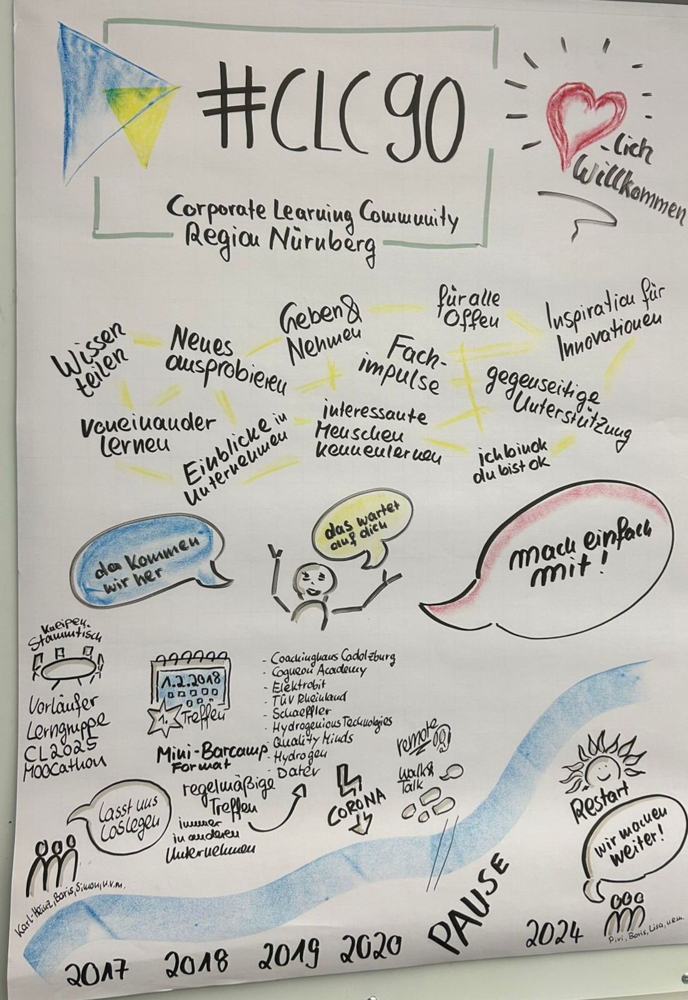 #CLC90
Corporate Learning Community
Region Nürnberg
-lich
Willkommen
Wissen
teilen
Neues
ausprobieren
Geben &
Nehmen
für alle
Offen
Inspiration für
Innovationen
Fach-
impulse
gegenseitige
Unterstützung
Voneinander
lernen
Einblicke in
Unternehmen
interessante
Menschen
kennenlernen
ich bin ok
du bist ok
da kommen
wir her
das wartet
auf dich
mach einfach
mit!
Kneipen-
Stammtisch
Vorläufer
Lerngruppe
CL2025
MOOCathon
lasst uns
loslegen
Karl-Heinz, Boris, Simon, u.v.m.
1.2.2018
1. Treffen
Mini-Barcamp
Format
regelmäßige
Treffen
immer
in anderen
Unternehmen
- Coachinghaus Cadolzburg
- Cogneon Academy
- Elektrobit
- TÜV Rheinland
- Schaeffler
- Hydrogenious Technologies
- Quality Minds
- Hydrogen
- Datev
CORONA
remote
Walk &
Talk
PAUSE
Restart
wir machen
weiter!
Pivi, Boris, Lisa, u.v.m.
2017 2018 2019 2020 2024